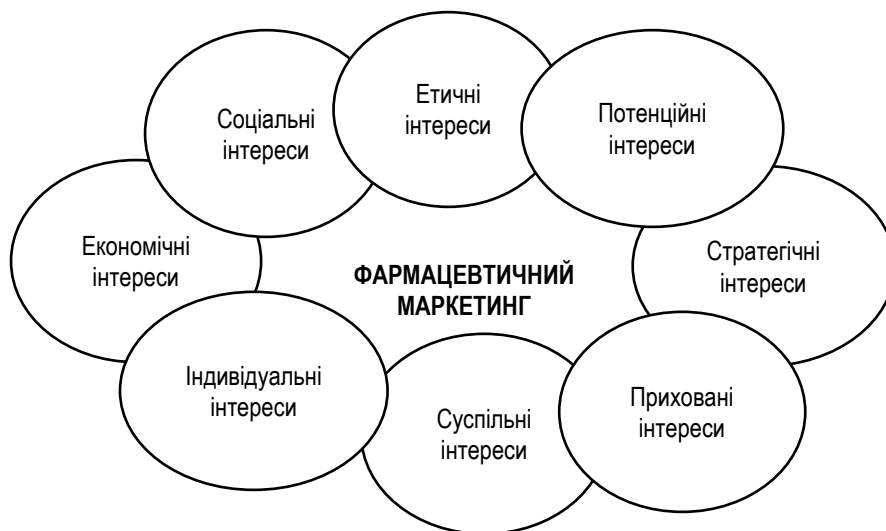 Етичні
інтереси
Соціальні
інтереси
Потенційні
інтереси
Економічні
інтереси
ФАРМАЦЕВТИЧНИЙ
МАРКЕТИНГ
Стратегічні
інтереси
Індивідуальні
інтереси
Суспільні
інтереси
Приховані
інтереси